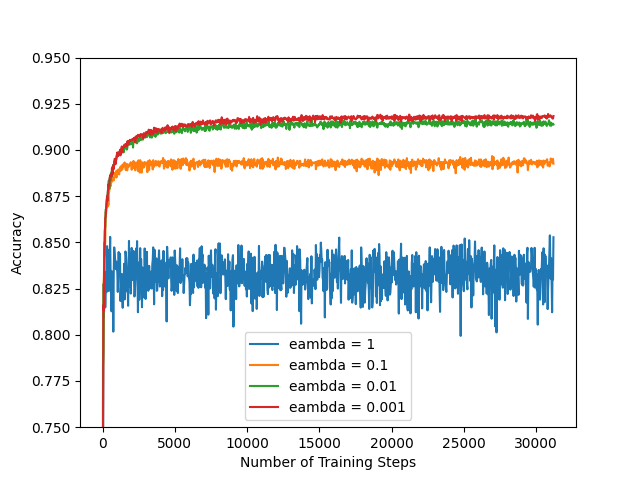 0.950
0.925
0.900
0.875
0.850
0.825
0.800
0.775
0.750
Accuracy
eambda = 1
eambda = 0.1
eambda = 0.01
eambda = 0.001
0 5000 10000 15000 20000 25000 30000
Number of Training Steps